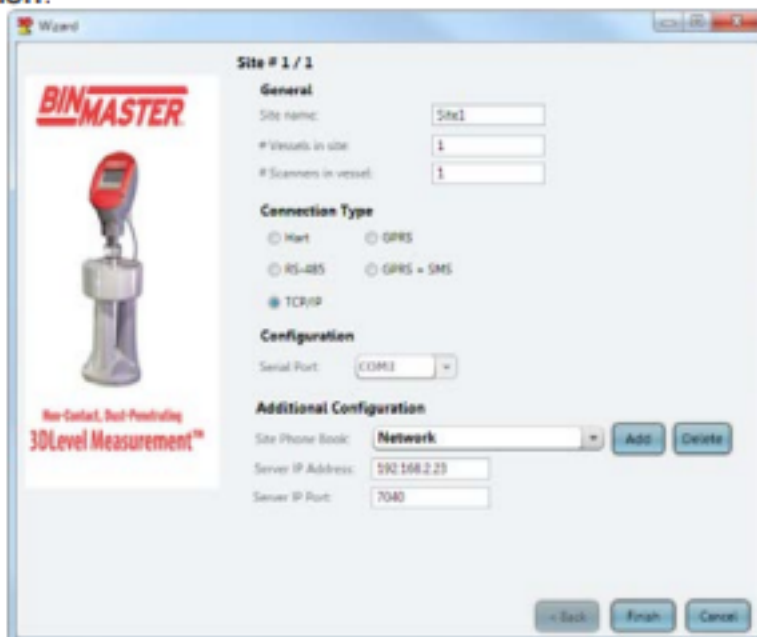 Wizard
Site # 1 / 1
General
Site name: Site1
# Vessels in site: 1
# Scanners in vessel: 1
Connection Type
Hart GPRS
RS-485 GPRS + SMS
TCP/IP
Configuration
Serial Port: COM3
Additional Configuration
Site Phone Book: Network Add Delete
Server IP Address: 192.168.2.23
Server IP Port: 7040
BINMASTER
Non-Contact, Dust-Penetrating
3DLevel Measurement™
< Back Finish Cancel